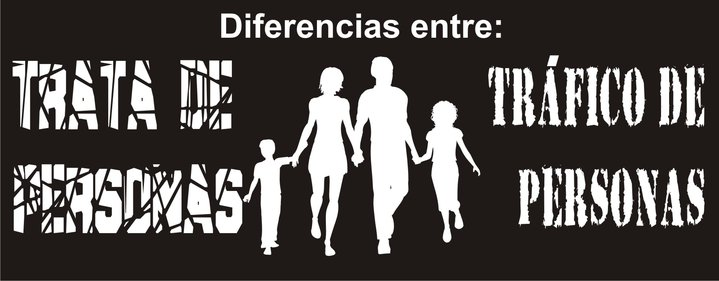 Diferencias entre:
TRATA DE
PERSONAS
TRÁFICO DE
PERSONAS